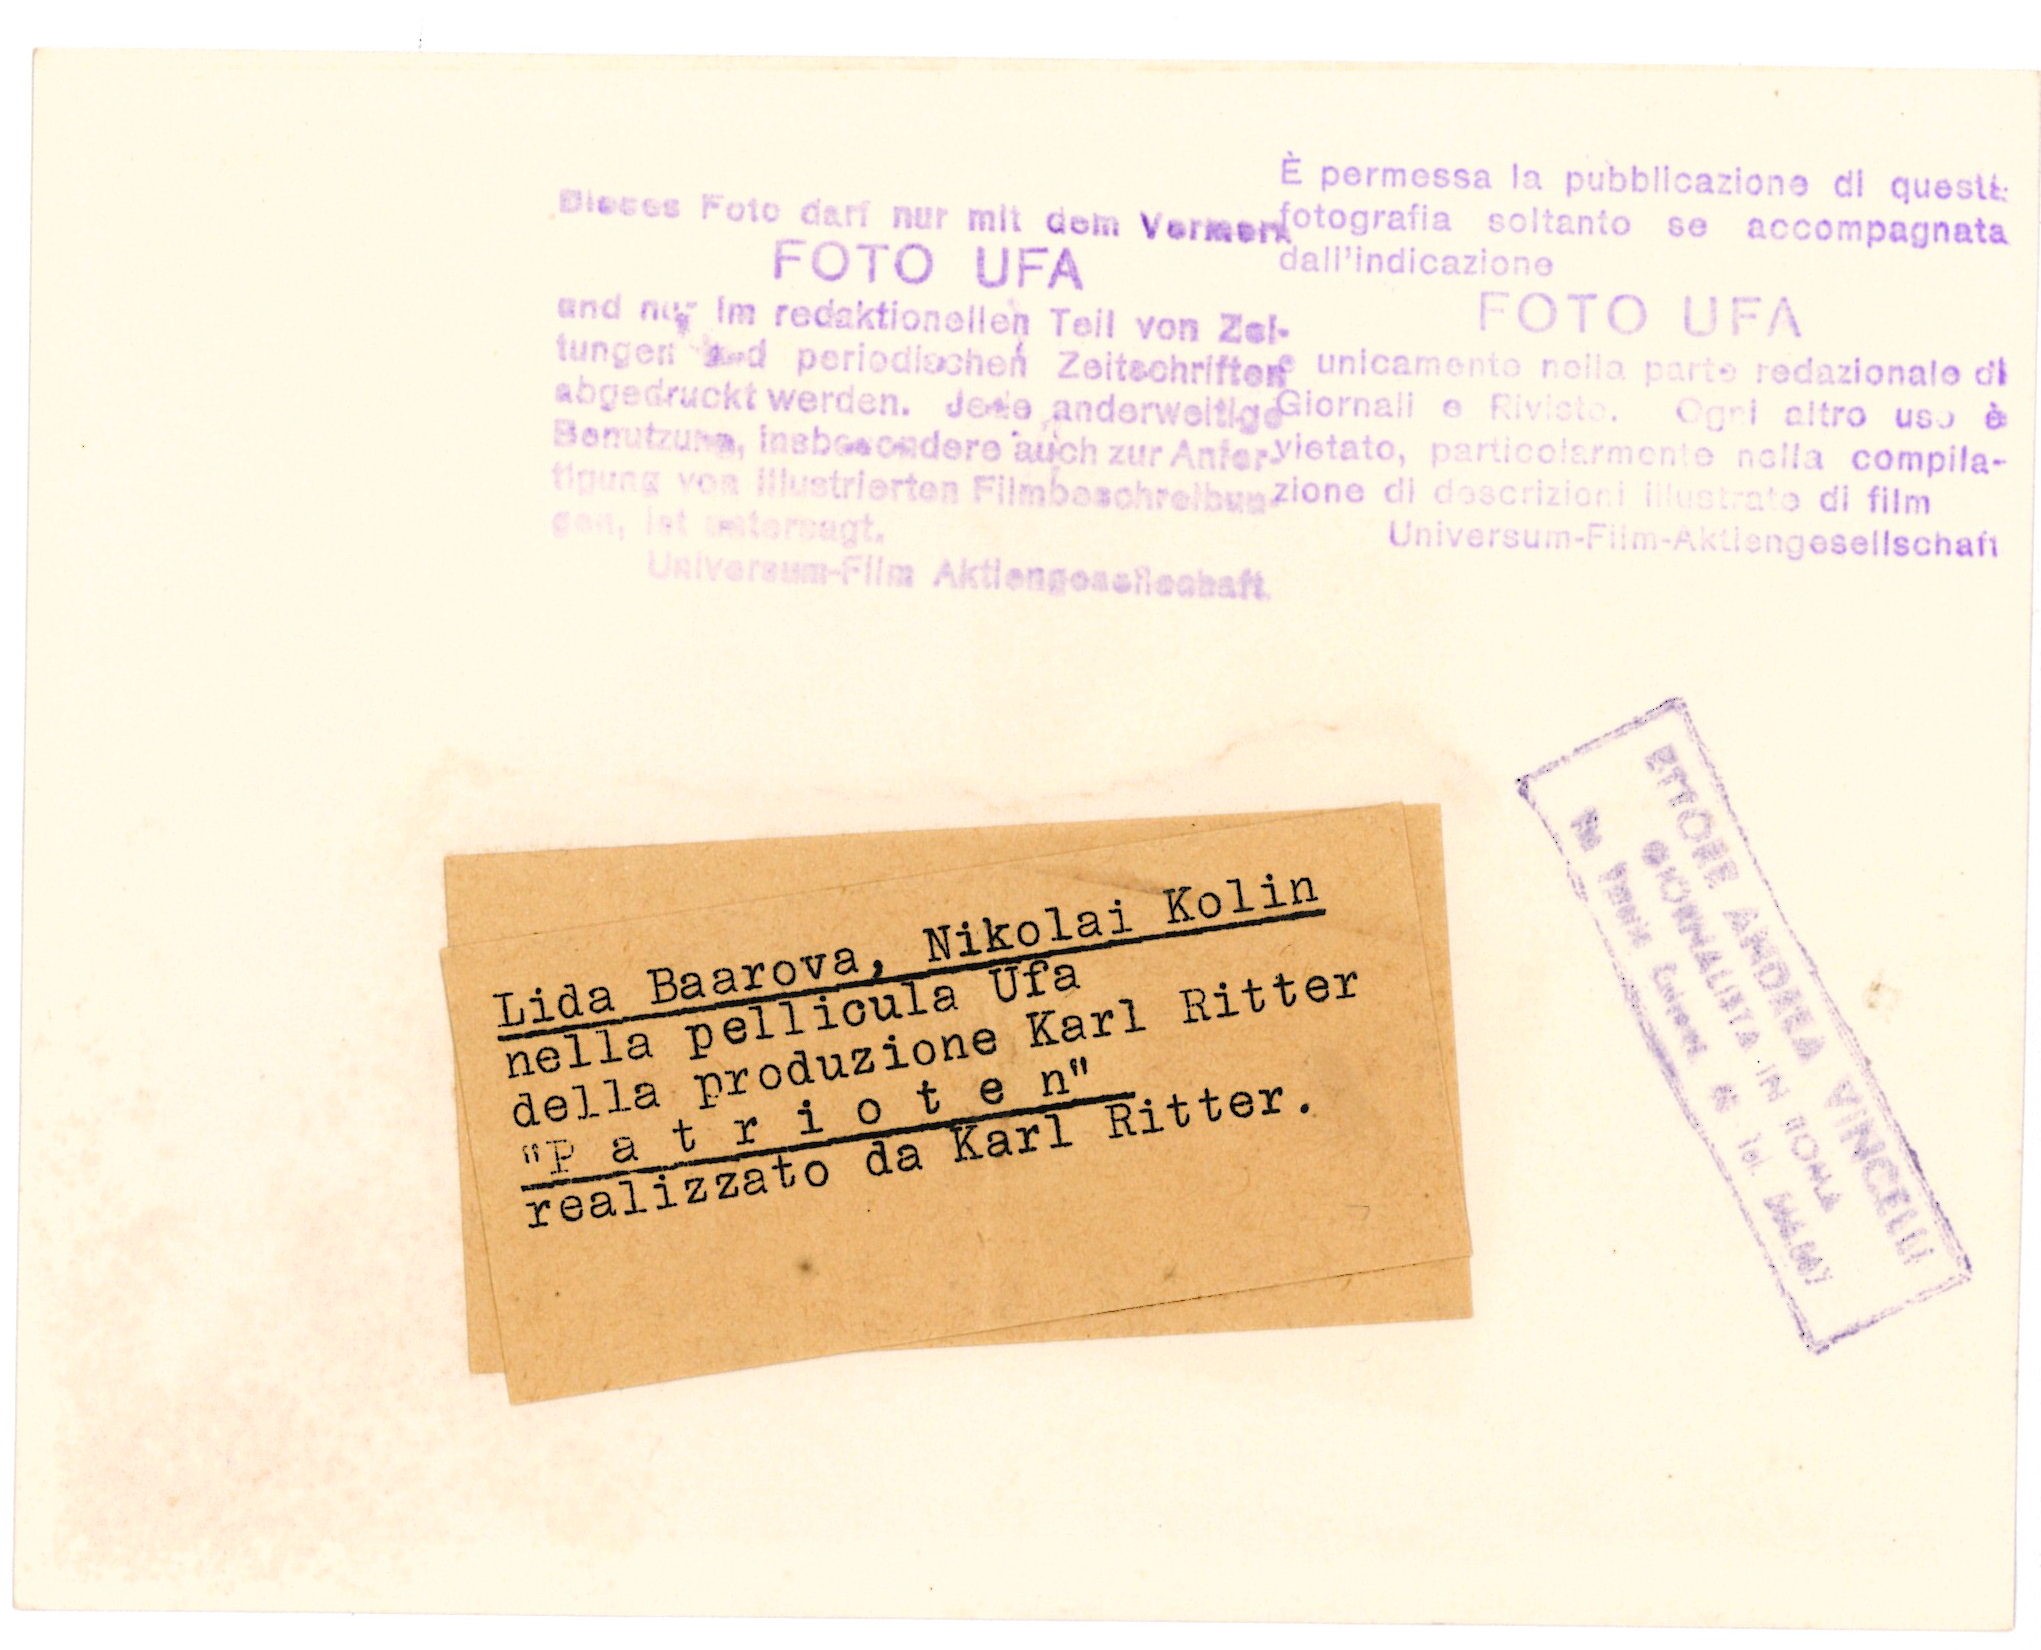 Dieses Foto darf nur mit dem Vermerk
FOTO UFA
und nur im redaktionellen Teil von Zei-
tungen und periodischen Zeitschriften
abgedruckt werden. Jede anderweitige
Benutzung, insbesondere auch zur Anfer-
tigung von illustrierten Filmbeschreibun-
gen, ist untersagt.
Universum-Film Aktiengesellschaft.
È permessa la pubblicazione di questa
fotografia soltanto se accompagnata
dall'indicazione
FOTO UFA
e unicamente nella parte redazionale di
Giornali e Riviste. Ogni altro uso è
vietato, particolarmente nella compila-
zione di descrizioni illustrate di film
Universum-Film-Aktiengesellschaft
Lida Baarova, Nikolai Kolin
nella pellicula Ufa
della produzione Karl Ritter
"P a t r i o t e n"
realizzato da Karl Ritter.
ETTORE ANDREA VINCELLI
GIORNALISTA IN ROMA
Tel.